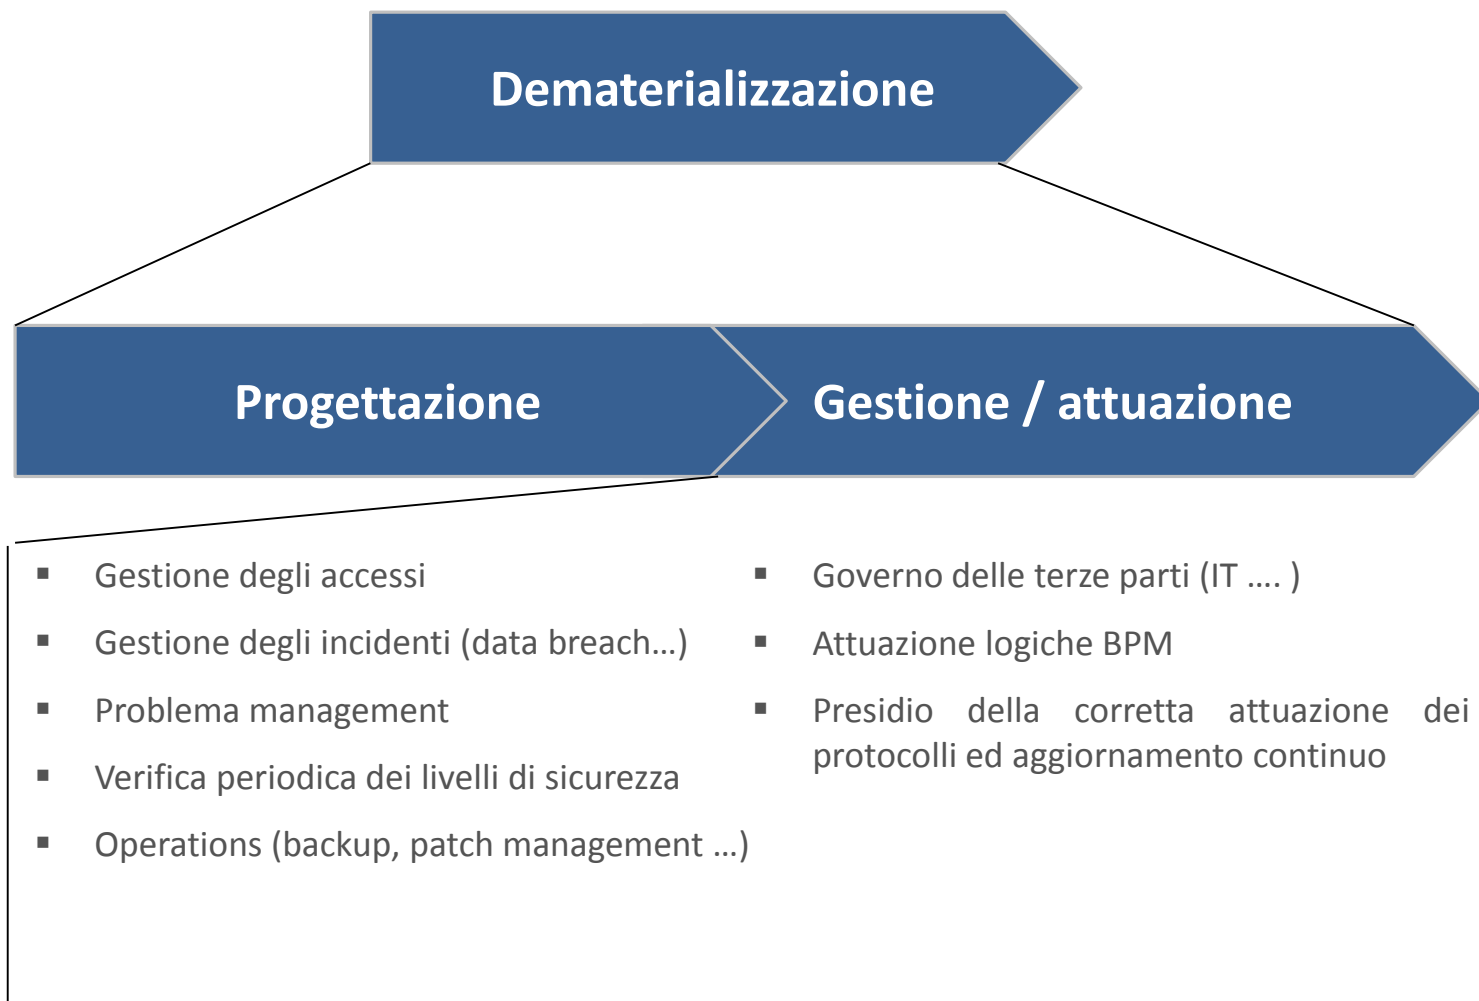 Dematerializzazione
Progettazione
Gestione / attuazione
▪ Gestione degli accessi
▪ Gestione degli incidenti (data breach…)
▪ Problema management
▪ Verifica periodica dei livelli di sicurezza
▪ Operations (backup, patch management …)
▪ Governo delle terze parti (IT …. )
▪ Attuazione logiche BPM
▪ Presidio della corretta attuazione dei
protocolli ed aggiornamento continuo